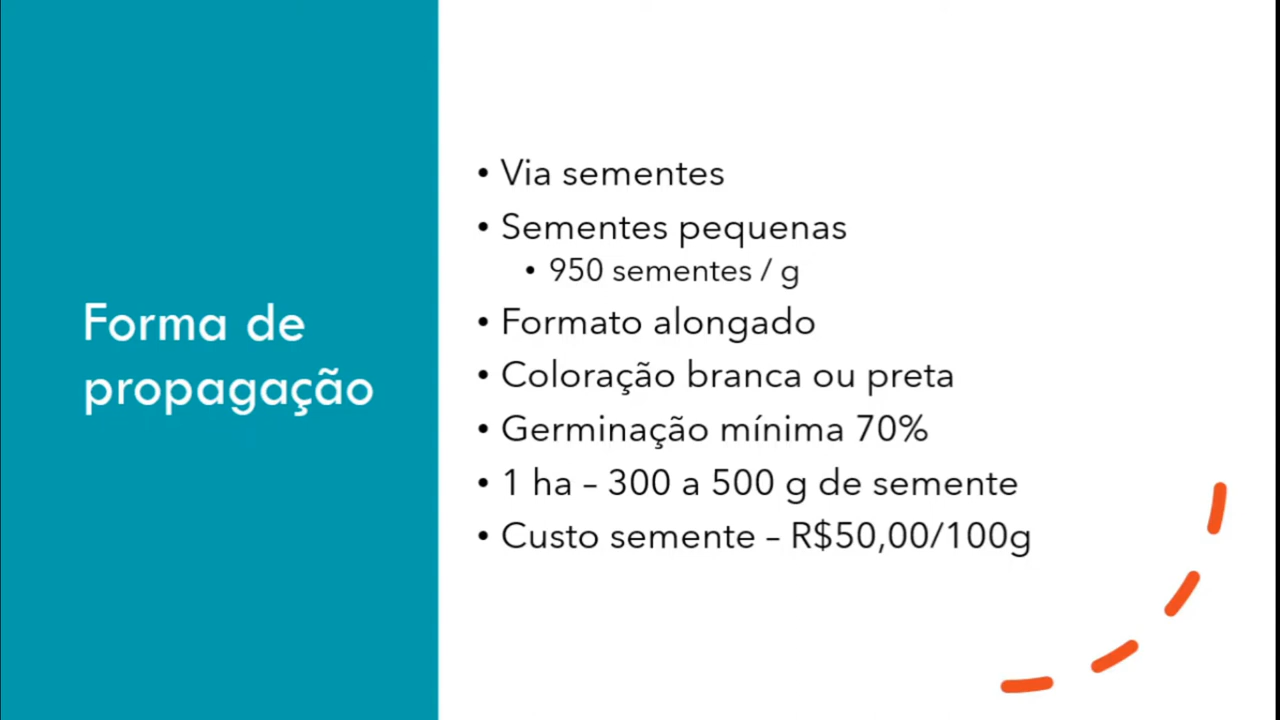 Forma de
propagação
• Via sementes
• Sementes pequenas
• 950 sementes / g
• Formato alongado
• Coloração branca ou preta
• Germinação mínima 70%
• 1 ha – 300 a 500 g de semente
• Custo semente – R$50,00/100g